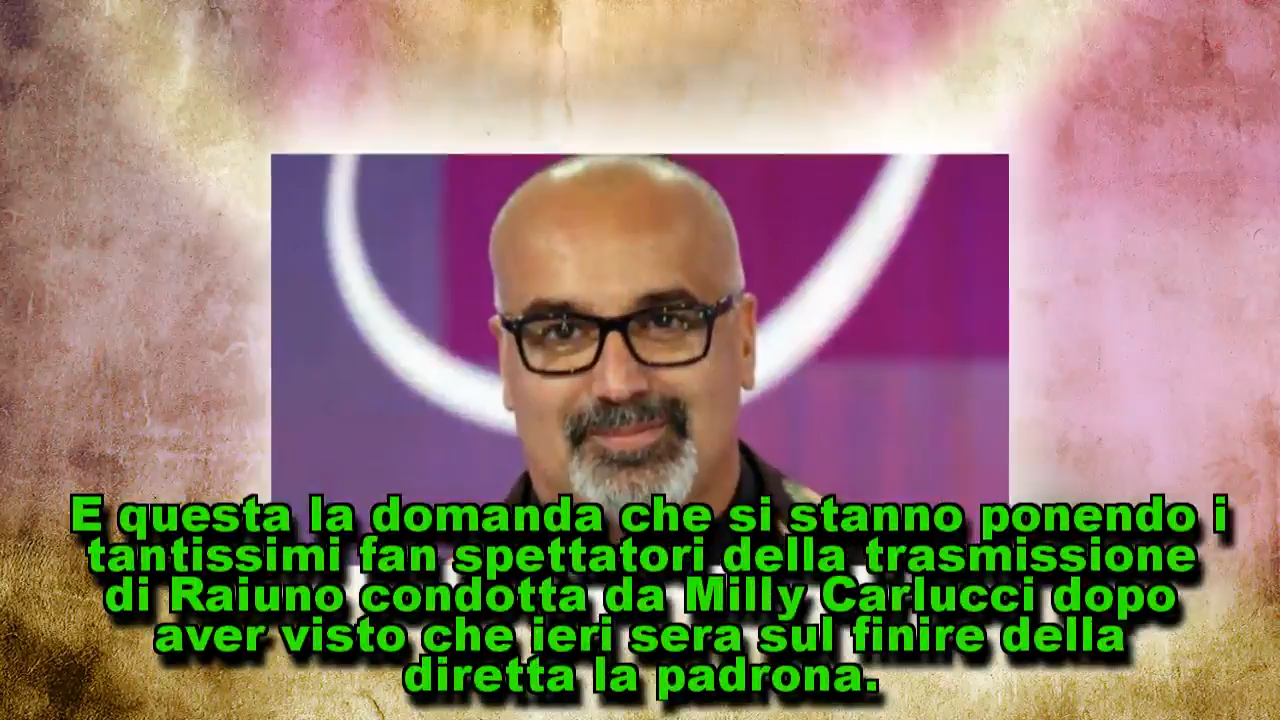 E questa la domanda che si stanno ponendo i
tantissimi fan spettatori della trasmissione
di Raiuno condotta da Milly Carlucci dopo
aver visto che ieri sera sul finire della
diretta la padrona.